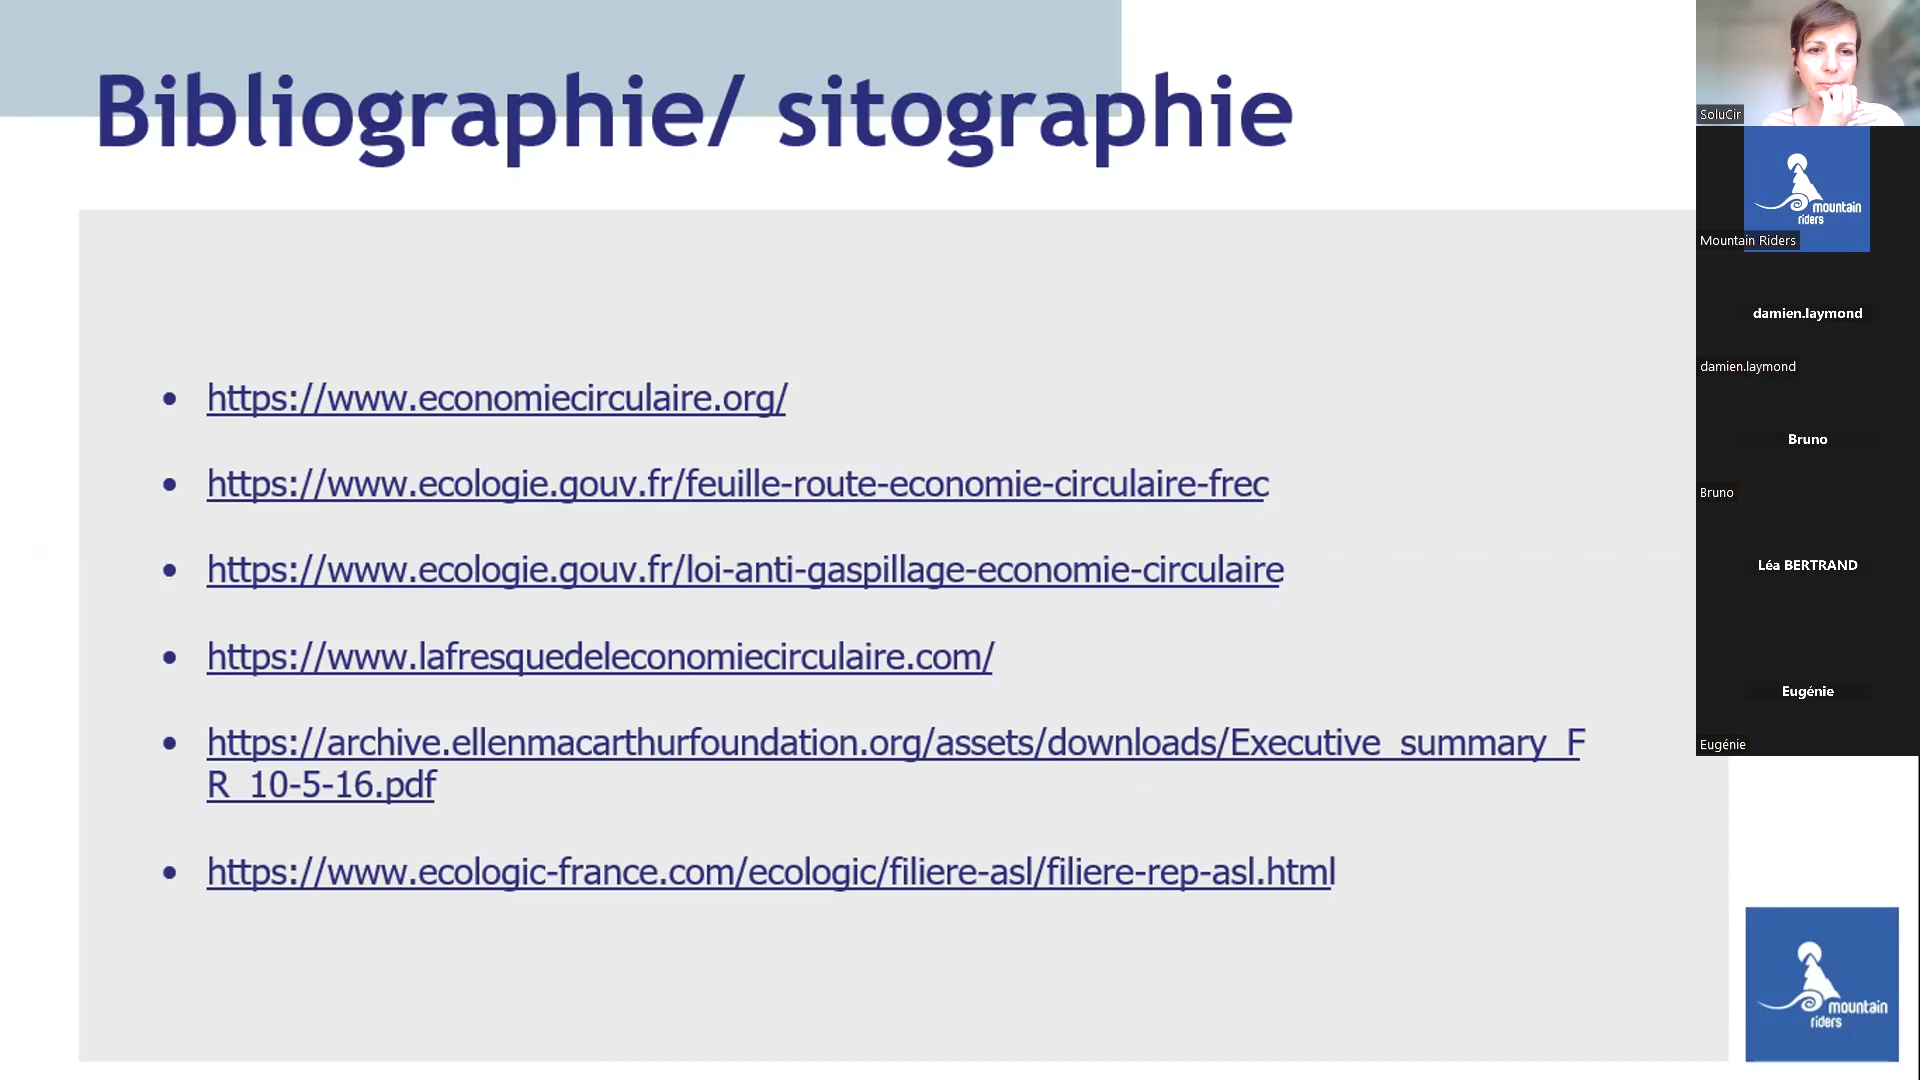 Bibliographie/ sitographie
• https://www.economiecirculaire.org/
• https://www.ecologie.gouv.fr/feuille-route-economie-circulaire-frec
• https://www.ecologie.gouv.fr/loi-anti-gaspillage-economie-circulaire
• https://www.lafresquedeleconomiecirculaire.com/
• https://archive.ellenmacarthurfoundation.org/assets/downloads/Executive_summary_F
R_10-5-16.pdf
• https://www.ecologic-france.com/ecologic/filiere-asl/filiere-rep-asl.html
SoluCir
mountain
riders
Mountain Riders
damien.laymond
damien.laymond
Bruno
Bruno
Léa BERTRAND
Eugénie
Eugénie
mountain
riders